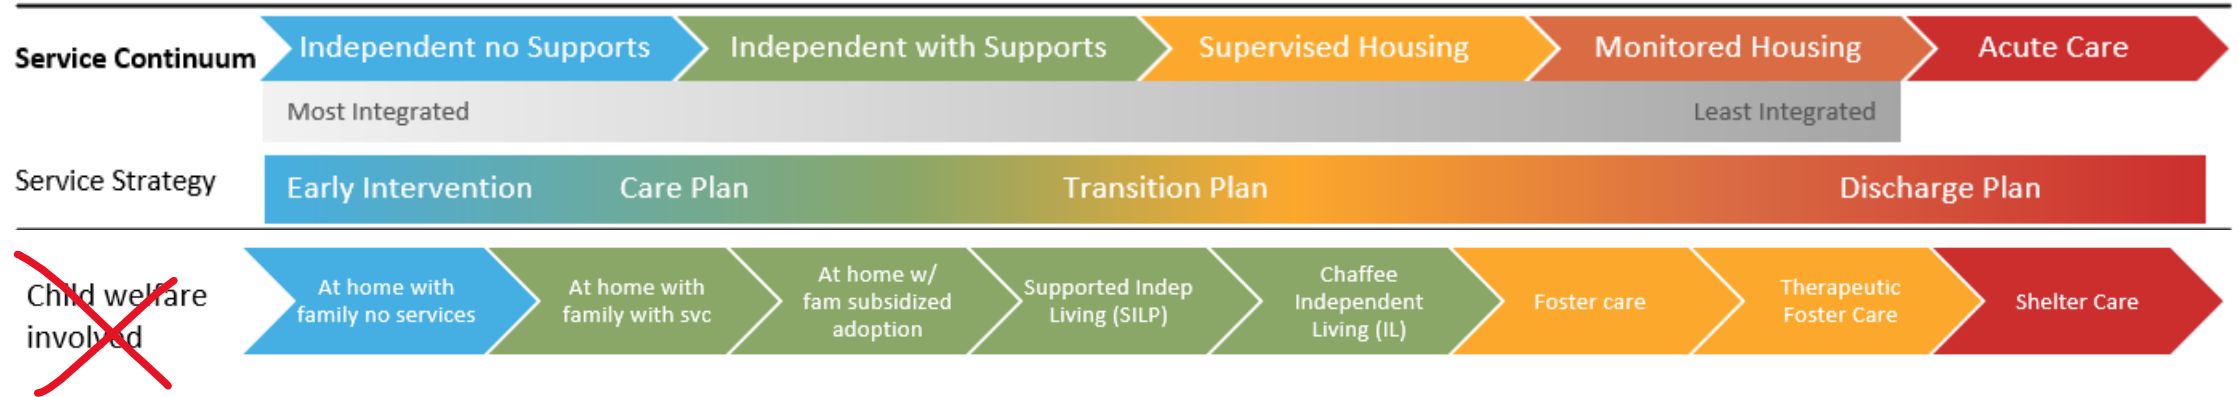 Service Continuum
Independent no Supports
Independent with Supports
Supervised Housing
Monitored Housing
Acute Care
Most Integrated
Least Integrated
Service Strategy
Early Intervention
Care Plan
Transition Plan
Discharge Plan
Child welfare
involved
At home with
family no services
At home with
family with svc
At home w/
fam subsidized
adoption
Supported Indep
Living (SILP)
Chaffee
Independent
Living (IL)
Foster care
Therapeutic
Foster Care
Shelter Care